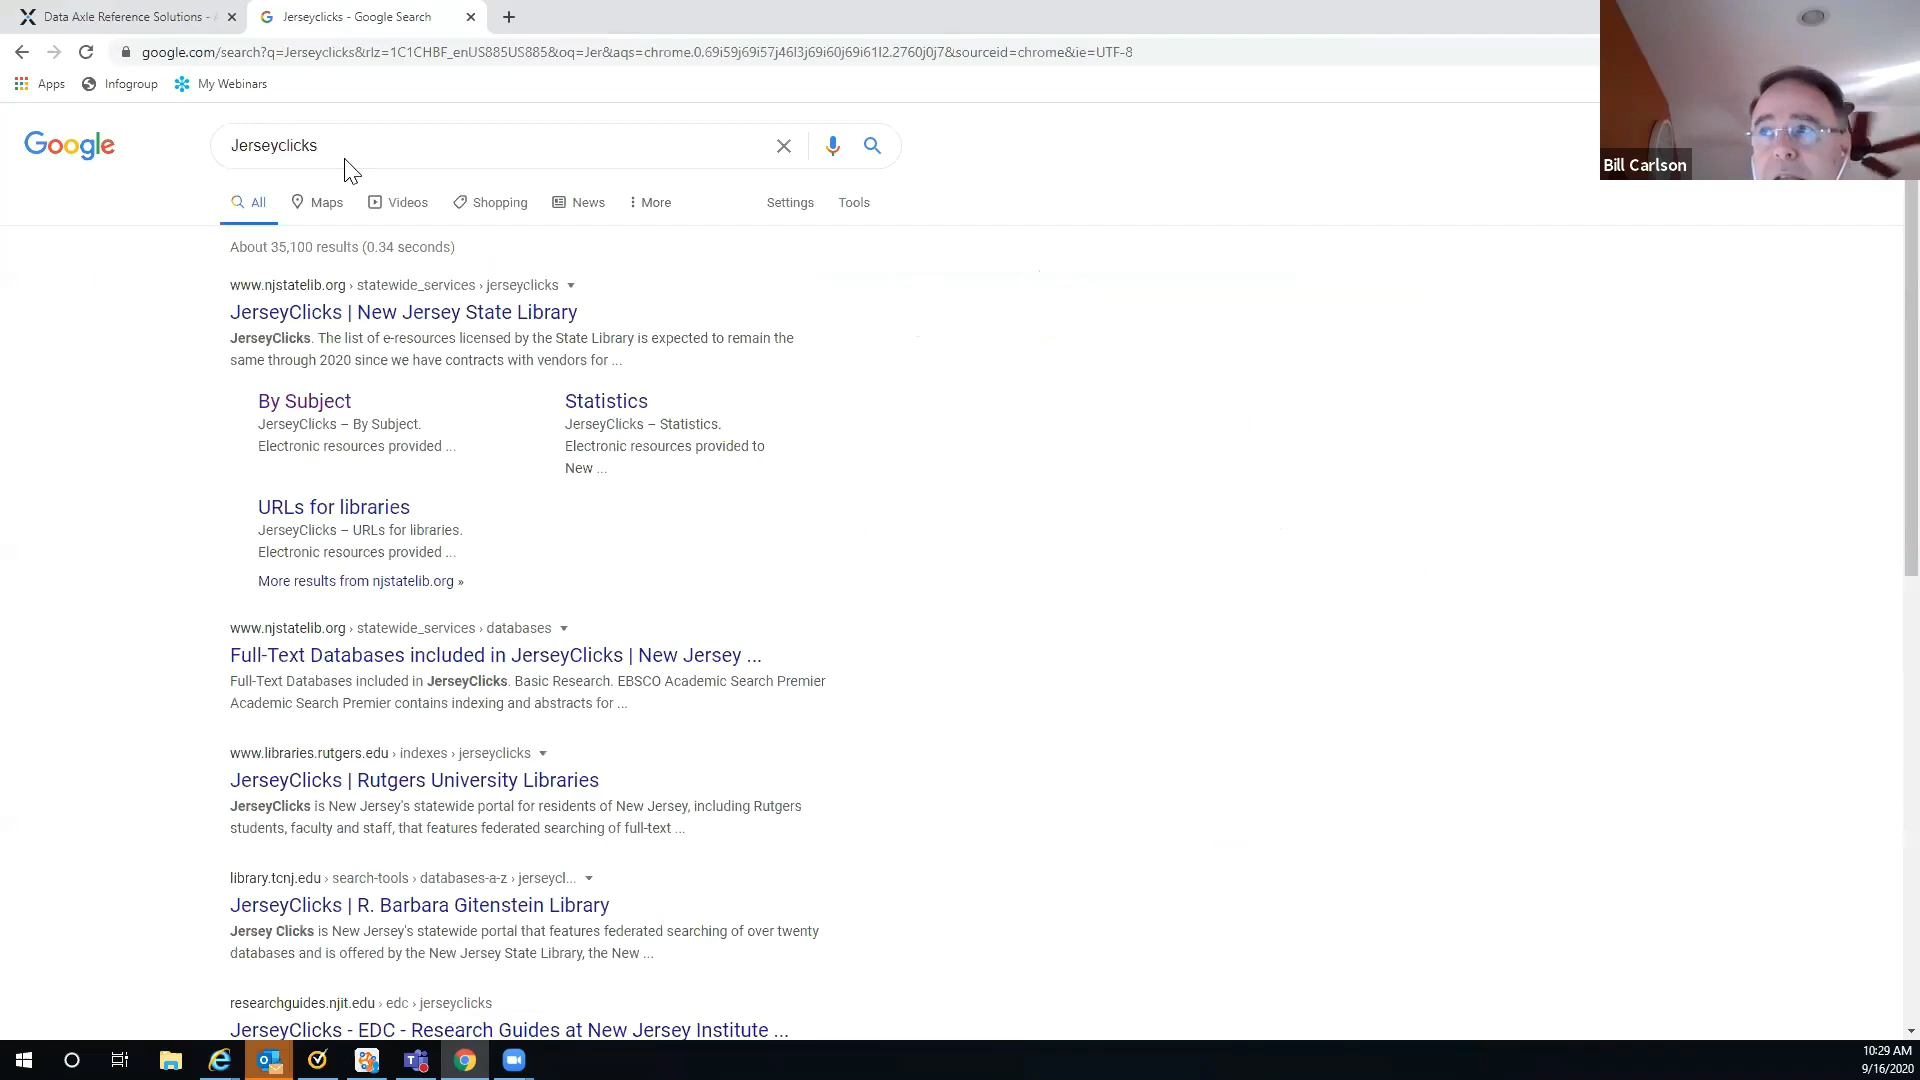 Data Axle Reference Solutions -
Jerseyclicks - Google Search
google.com/search?q=Jerseyclicks&rlz=1C1CHBF_enUS885US885&oq=Jer&aqs=chrome.0.69i59j69i57j46l3j69i60j69i61l2.2760j0j7&sourceid=chrome&ie=UTF-8
Apps Infogroup My Webinars
Google
Jerseyclicks
All Maps Videos Shopping News More Settings Tools
About 35,100 results (0.34 seconds)
www.njstatelib.org › statewide_services › jerseyclicks
JerseyClicks | New Jersey State Library
JerseyClicks. The list of e-resources licensed by the State Library is expected to remain the
same through 2020 since we have contracts with vendors for ...
By Subject
JerseyClicks – By Subject.
Electronic resources provided ...
Statistics
JerseyClicks – Statistics.
Electronic resources provided to
New ...
URLs for libraries
JerseyClicks – URLs for libraries.
Electronic resources provided ...
More results from njstatelib.org »
www.njstatelib.org › statewide_services › databases
Full-Text Databases included in JerseyClicks | New Jersey ...
Full-Text Databases included in JerseyClicks. Basic Research. EBSCO Academic Search Premier
Academic Search Premier contains indexing and abstracts for ...
www.libraries.rutgers.edu › indexes › jerseyclicks
JerseyClicks | Rutgers University Libraries
JerseyClicks is New Jersey's statewide portal for residents of New Jersey, including Rutgers
students, faculty and staff, that features federated searching of full-text ...
library.tcnj.edu › search-tools › databases-a-z › jerseycl...
JerseyClicks | R. Barbara Gitenstein Library
Jersey Clicks is New Jersey's statewide portal that features federated searching of over twenty
databases and is offered by the New Jersey State Library, the New ...
researchguides.njit.edu › edc › jerseyclicks
JerseyClicks - EDC - Research Guides at New Jersey Institute ...
Bill Carlson
10:29 AM
9/16/2020